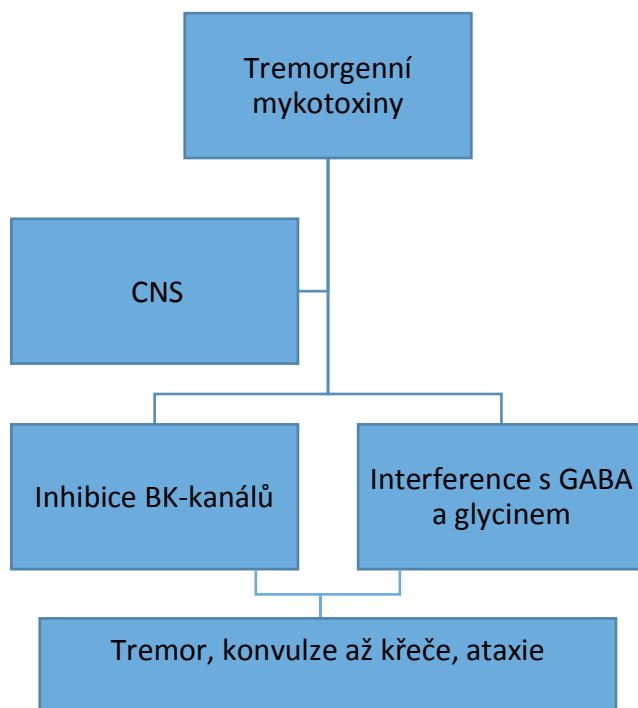 Tremorgenní
mykotoxiny
CNS
Inhibice BK-kanálů
Interference s GABA
a glycinem
Tremor, konvulze až křeče, ataxie